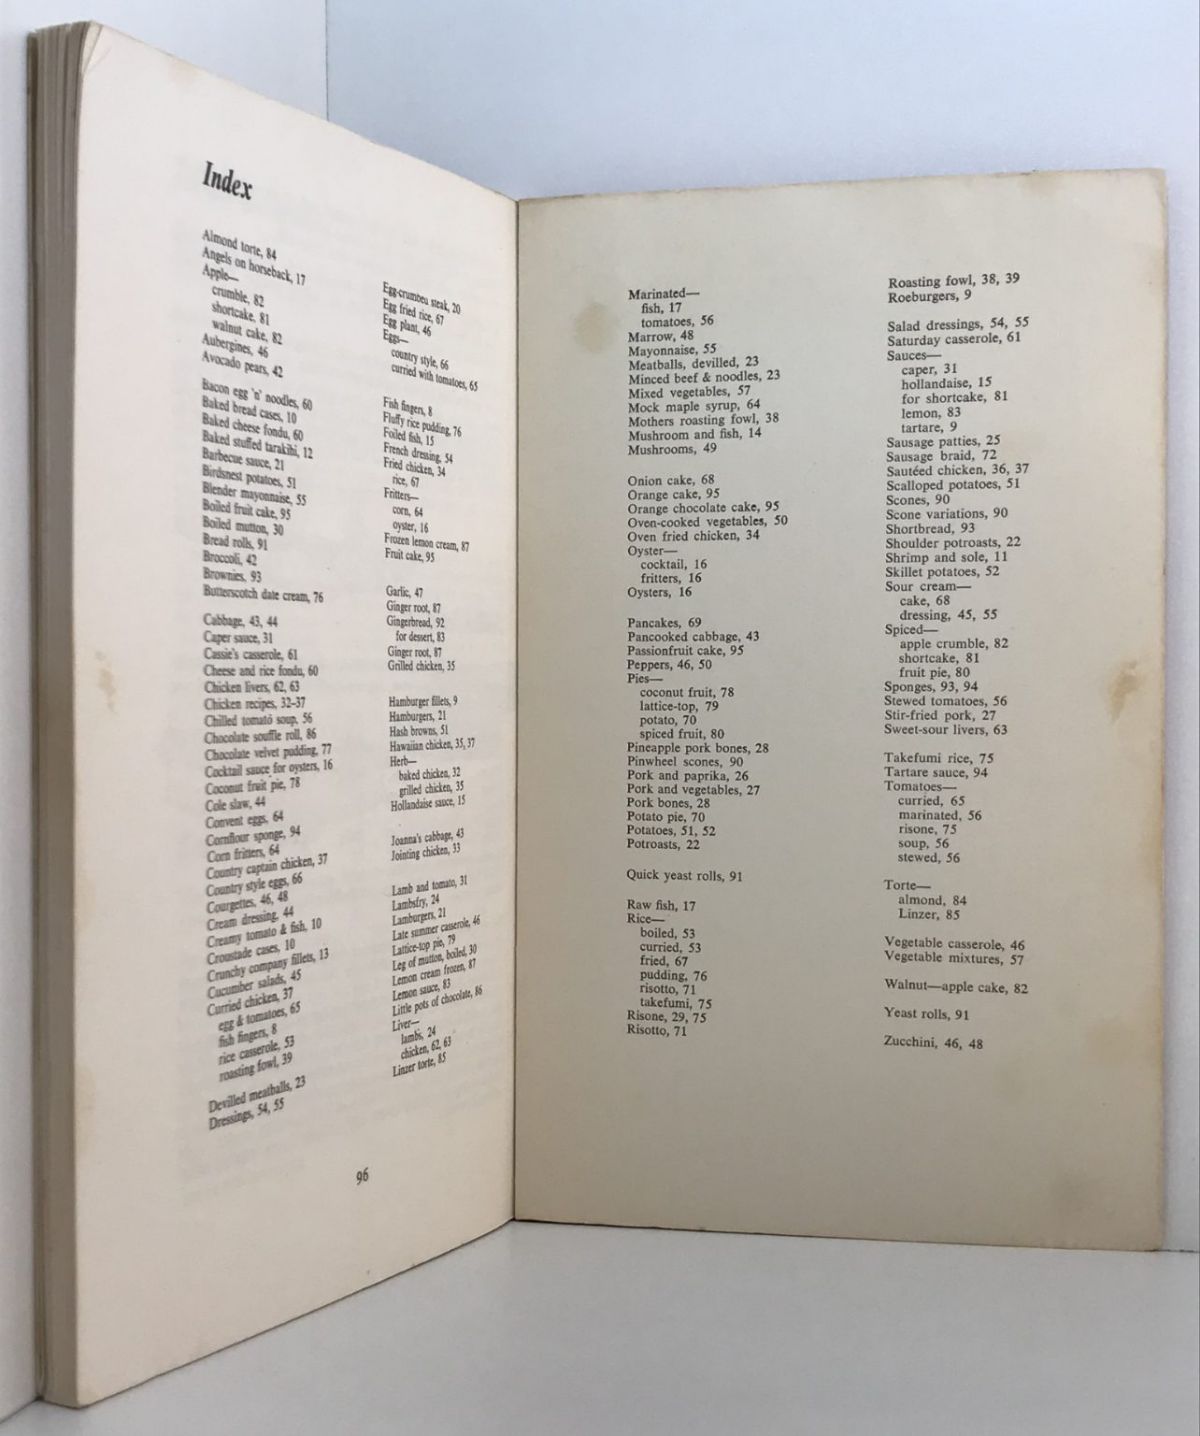 Index
Almond torte, 84
Angels on horseback, 17
Apple—
crumble, 82
shortcake, 81
walnut cake, 82
Aubergines, 46
Avocado pears, 42
Bacon egg 'n' noodles, 60
Baked bread cases, 10
Baked cheese fondu, 60
Baked stuffed tarakihi, 12
Barbecue sauce, 21
Birdsnest potatoes, 51
Blender mayonnaise, 55
Boiled fruit cake, 95
Boiled mutton, 30
Bread rolls, 91
Broccoli, 42
Brownies, 93
Butterscotch date cream, 76
Cabbage, 43, 44
Caper sauce, 31
Cassie's casserole, 61
Cheese and rice fondu, 60
Chicken livers, 62, 63
Chicken recipes, 32-37
Chilled tomato soup, 56
Chocolate souffle roll, 86
Chocolate velvet pudding, 77
Cocktail sauce for oysters, 16
Coconut fruit pie, 78
Cole slaw, 44
Convent eggs, 64
Cornflour sponge, 94
Corn fritters, 64
Country captain chicken, 37
Country style eggs, 66
Courgettes, 46, 48
Cream dressing, 44
Creamy tomato & fish, 10
Croustade cases, 10
Crunchy company fillets, 13
Cucumber salads, 45
Curried chicken, 37
egg & tomatoes, 65
fish fingers, 8
rice casserole, 53
roasting fowl, 39
Devilled meatballs, 23
Dressings, 54, 55
Egg-crumbed steak, 20
Egg fried rice, 67
Egg plant, 46
Eggs—
country style, 66
curried with tomatoes, 65
Fish fingers, 8
Fluffy rice pudding, 76
Foiled fish, 15
French dressing, 54
Fried chicken, 34
rice, 67
Fritters—
corn, 64
oyster, 16
Frozen lemon cream, 87
Fruit cake, 95
Garlic, 47
Ginger root, 87
Gingerbread, 92
for dessert, 83
Ginger root, 87
Grilled chicken, 35
Hamburger fillets, 9
Hamburgers, 21
Hash browns, 51
Hawaiian chicken, 35, 37
Herb—
baked chicken, 32
grilled chicken, 35
Hollandaise sauce, 15
Joanna's cabbage, 43
Jointing chicken, 33
Lamb and tomato, 31
Lambsfry, 24
Lamburgers, 21
Late summer casserole, 46
Lattice-top pie, 79
Leg of mutton, boiled, 30
Lemon cream frozen, 87
Lemon sauce, 83
Little pots of chocolate, 86
Liver—
lambs, 24
chicken, 62, 63
Linzer torte, 85
96
Marinated—
fish, 17
tomatoes, 56
Marrow, 48
Mayonnaise, 55
Meatballs, devilled, 23
Minced beef & noodles, 23
Mixed vegetables, 57
Mock maple syrup, 64
Mothers roasting fowl, 38
Mushroom and fish, 14
Mushrooms, 49
Onion cake, 68
Orange cake, 95
Orange chocolate cake, 95
Oven-cooked vegetables, 50
Oven fried chicken, 34
Oyster—
cocktail, 16
fritters, 16
Oysters, 16
Pancakes, 69
Pancooked cabbage, 43
Passionfruit cake, 95
Peppers, 46, 50
Pies—
coconut fruit, 78
lattice-top, 79
potato, 70
spiced fruit, 80
Pineapple pork bones, 28
Pinwheel scones, 90
Pork and paprika, 26
Pork and vegetables, 27
Pork bones, 28
Potato pie, 70
Potatoes, 51, 52
Potroasts, 22
Quick yeast rolls, 91
Raw fish, 17
Rice—
boiled, 53
curried, 53
fried, 67
pudding, 76
risotto, 71
takefumi, 75
Risone, 29, 75
Risotto, 71
Roasting fowl, 38, 39
Roeburgers, 9
Salad dressings, 54, 55
Saturday casserole, 61
Sauces—
caper, 31
hollandaise, 15
for shortcake, 81
lemon, 83
tartare, 9
Sausage patties, 25
Sausage braid, 72
Sautéed chicken, 36, 37
Scalloped potatoes, 51
Scones, 90
Scone variations, 90
Shortbread, 93
Shoulder potroasts, 22
Shrimp and sole, 11
Skillet potatoes, 52
Sour cream—
cake, 68
dressing, 45, 55
Spiced—
apple crumble, 82
shortcake, 81
fruit pie, 80
Sponges, 93, 94
Stewed tomatoes, 56
Stir-fried pork, 27
Sweet-sour livers, 63
Takefumi rice, 75
Tartare sauce, 94
Tomatoes—
curried, 65
marinated, 56
risone, 75
soup, 56
stewed, 56
Torte—
almond, 84
Linzer, 85
Vegetable casserole, 46
Vegetable mixtures, 57
Walnut—apple cake, 82
Yeast rolls, 91
Zucchini, 46, 48